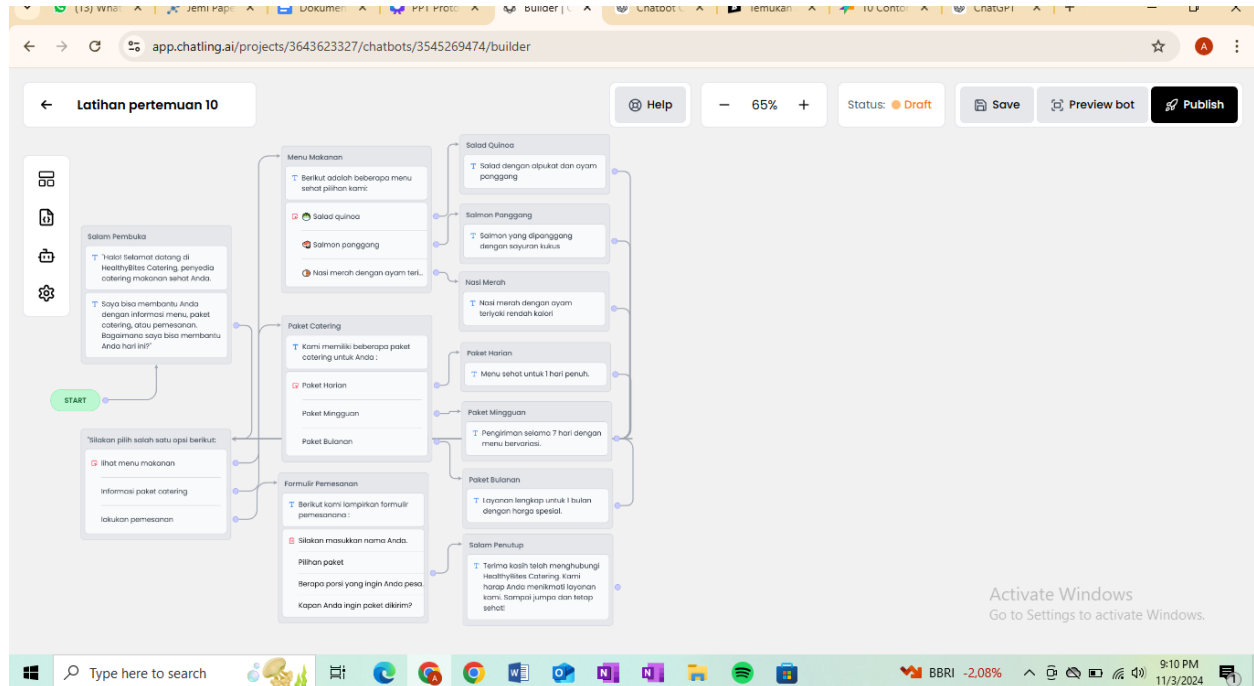 (13) What
Jemi Pape
Dokumen
PPT Proto
Builder | C
Chatbot C
Temukan
10 Contoh
ChatGPT
app.chatling.ai/projects/3643623327/chatbots/3545269474/builder
A
Latihan pertemuan 10
Help
65%
Status: Draft
Save
Preview bot
Publish
Salam Pembuka
"Halo! Selamat datang di
HealthyBites Catering, penyedia
catering makanan sehat Anda.
Saya bisa membantu Anda
dengan informasi menu, paket
catering, atau pemesanan.
Bagaimana saya bisa membantu
Anda hari ini?"
START
"Silakan pilih salah satu opsi berikut:
lihat menu makanan
Informasi paket catering
lakukan pemesanan
Menu Makanan
Berikut adalah beberapa menu
sehat pilihan kami:
Salad quinoa
Salmon panggang
Nasi merah dengan ayam teri...
Paket Catering
Kami memiliki beberapa paket
catering untuk Anda :
Paket Harian
Paket Mingguan
Paket Bulanan
Formulir Pemesanan
Berikut kami lampirkan formulir
pemesanana :
Silakan masukkan nama Anda.
Pilihan paket
Berapa porsi yang ingin Anda pesa
Kapan Anda ingin paket dikirim?
Salad Quinoa
Salad dengan alpukat dan ayam
panggang
Salmon Panggang
Salmon yang dipanggang
dengan sayuran kukus
Nasi Merah
Nasi merah dengan ayam
teriyaki rendah kalori
Paket Harian
Menu sehat untuk 1 hari penuh.
Paket Mingguan
Pengiriman selama 7 hari dengan
menu bervariasi.
Paket Bulanan
Layanan lengkap untuk 1 bulan
dengan harga spesial.
Salam Penutup
Terima kasih telah menghubungi
HealthyBites Catering. Kami
harap Anda menikmati layanan
kami. Sampai jumpa dan tetap
sehat!
Activate Windows
Go to Settings to activate Windows.
Type here to search
BBRI -2,08%
9:10 PM
11/3/2024